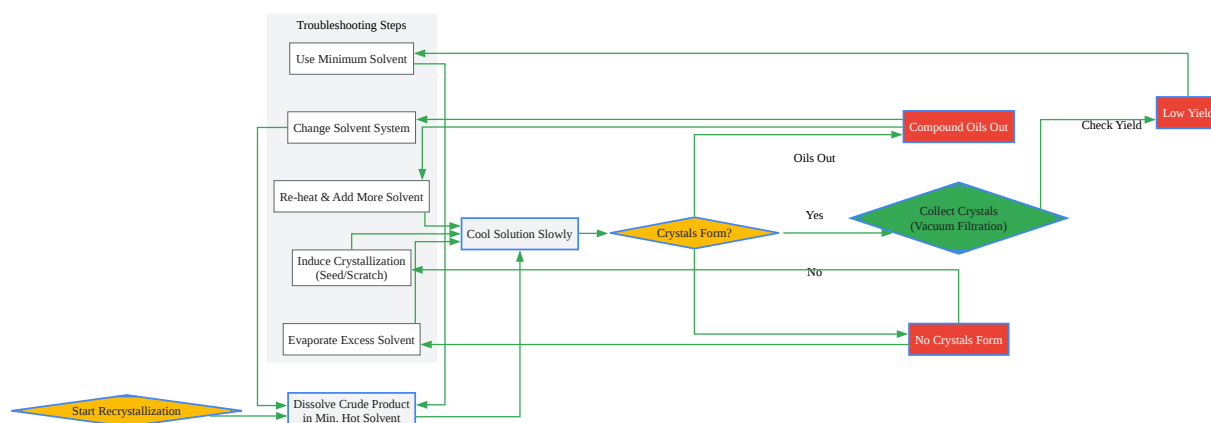 Troubleshooting Steps
Use Minimum Solvent
Change Solvent System
Re-heat & Add More Solvent
Induce Crystallization
(Seed/Scratch)
Evaporate Excess Solvent
Start Recrystallization
Dissolve Crude Product
in Min. Hot Solvent
Cool Solution Slowly
Crystals Form?
Oils Out
Yes
No
Compound Oils Out
Collect Crystals
(Vacuum Filtration)
No Crystals Form
Check Yield
Low Yield